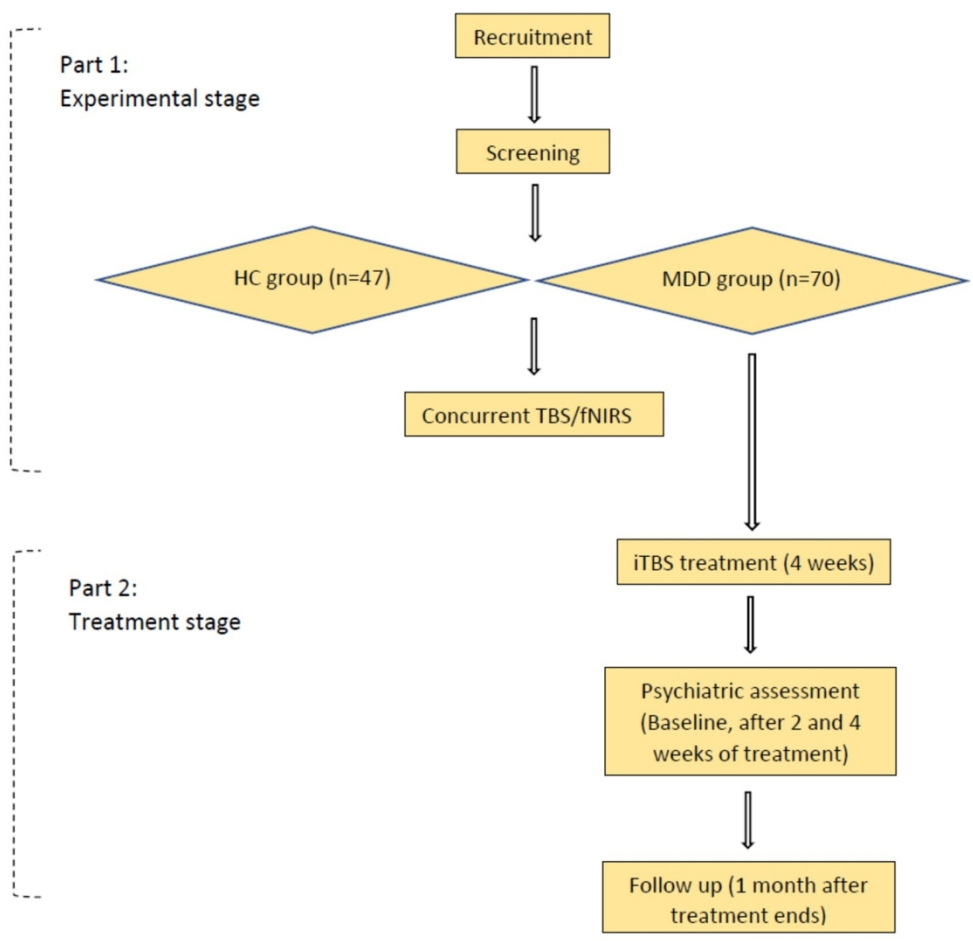 Recruitment
Part 1:
Experimental stage
Screening
HC group (n=47)
MDD group (n=70)
Concurrent TBS/fNIRS
iTBS treatment (4 weeks)
Part 2:
Treatment stage
Psychiatric assessment
(Baseline, after 2 and 4
weeks of treatment)
Follow up (1 month after
treatment ends)